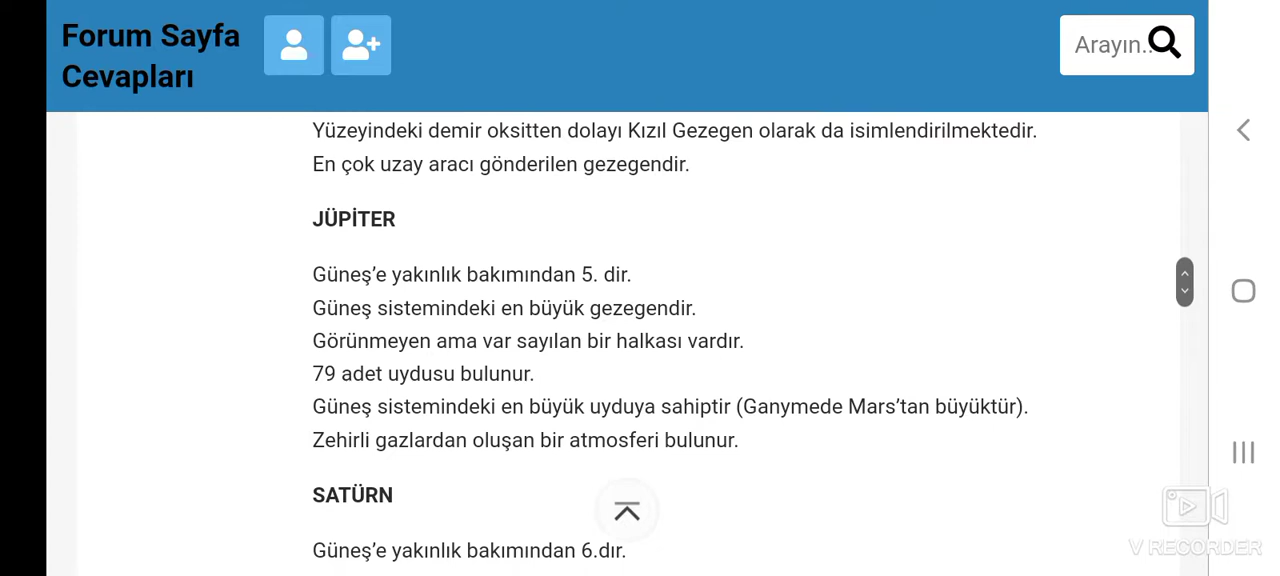 Forum Sayfa
Cevapları
Arayın..
Yüzeyindeki demir oksitten dolayı Kızıl Gezegen olarak da isimlendirilmektedir.
En çok uzay aracı gönderilen gezegendir.
JÜPİTER
Güneş’e yakınlık bakımından 5. dir.
Güneş sistemindeki en büyük gezegendir.
Görünmeyen ama var sayılan bir halkası vardır.
79 adet uydusu bulunur.
Güneş sistemindeki en büyük uyduya sahiptir (Ganymede Mars’tan büyüktür).
Zehirli gazlardan oluşan bir atmosferi bulunur.
SATÜRN
Güneş’e yakınlık bakımından 6.dır.
V RECORDER